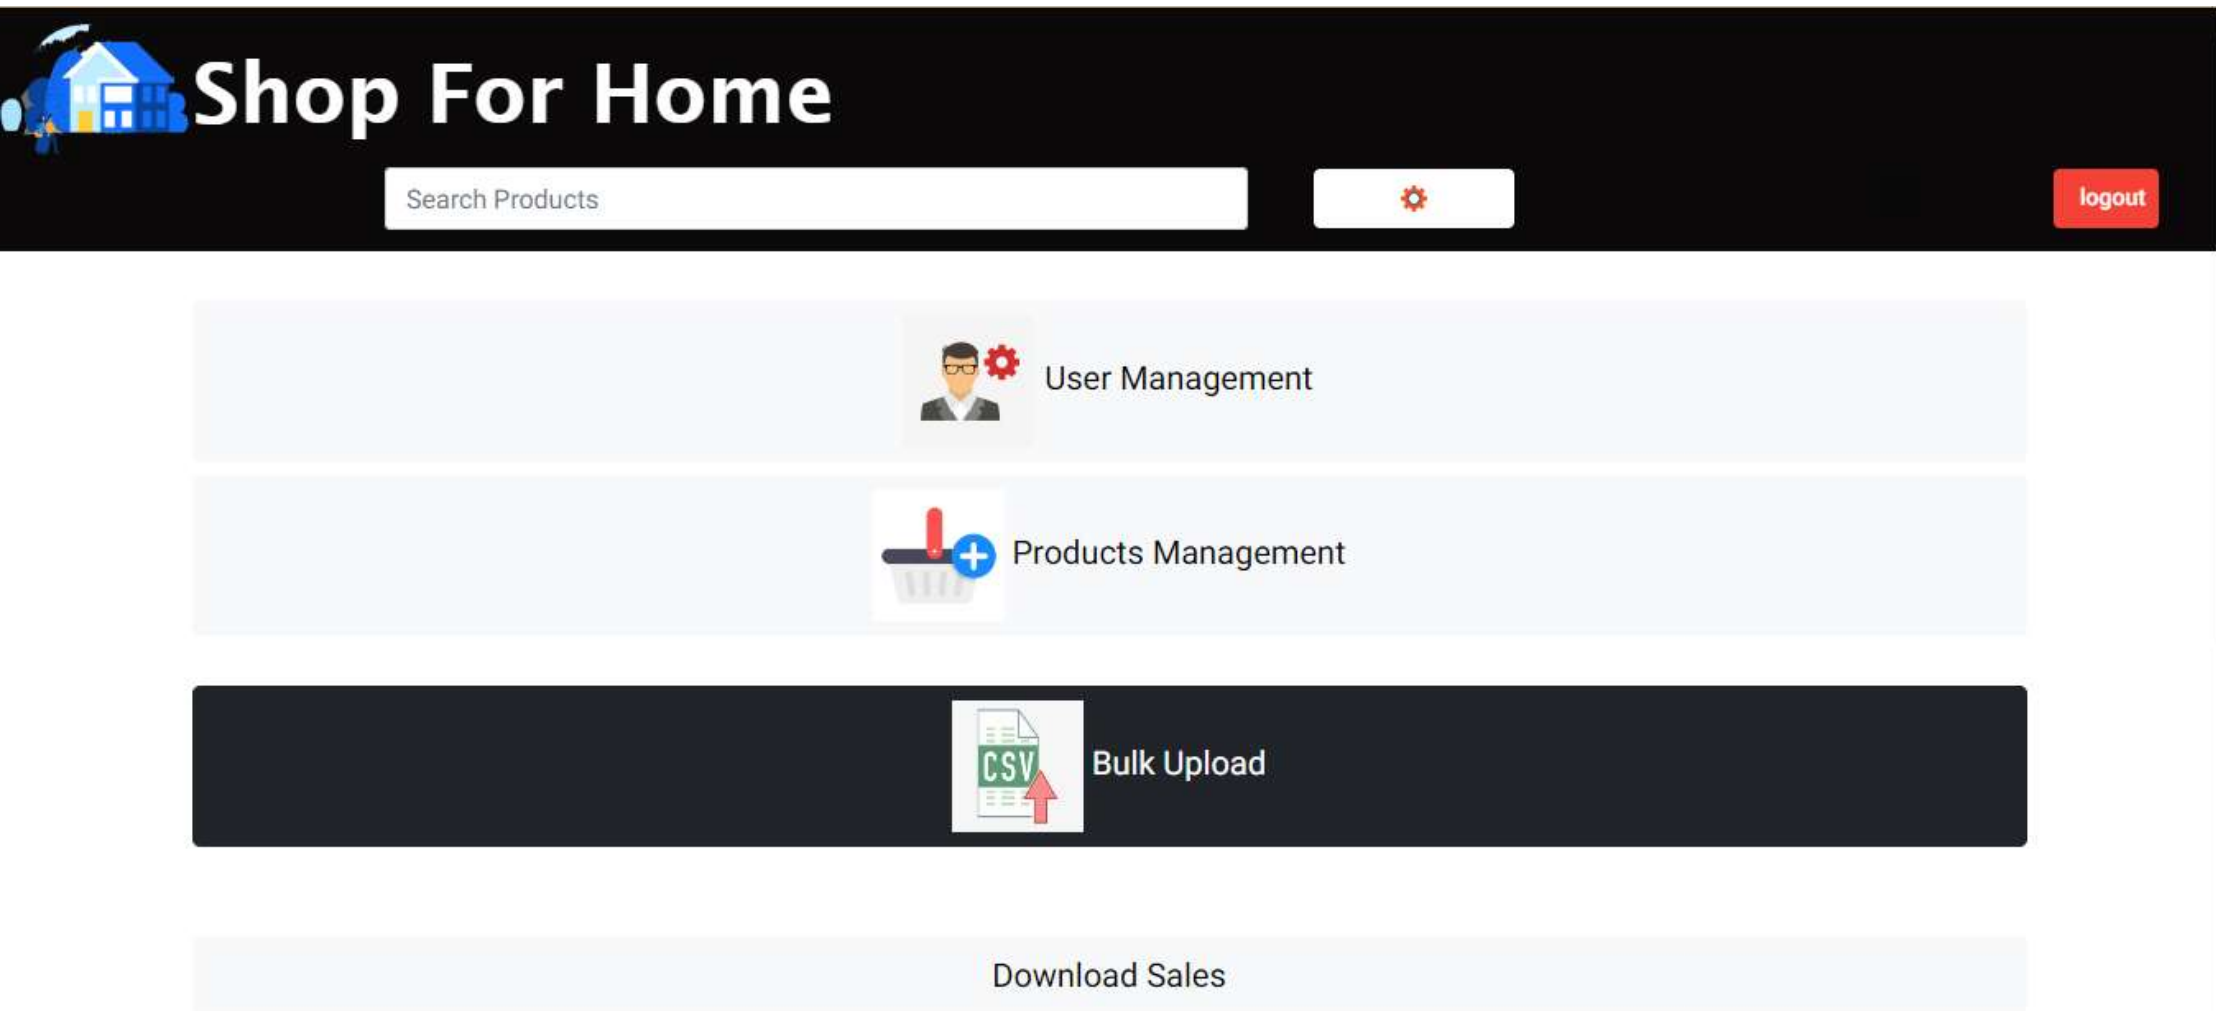 Shop For Home
Search Products
logout
User Management
Products Management
CSV
Bulk Upload
Download Sales